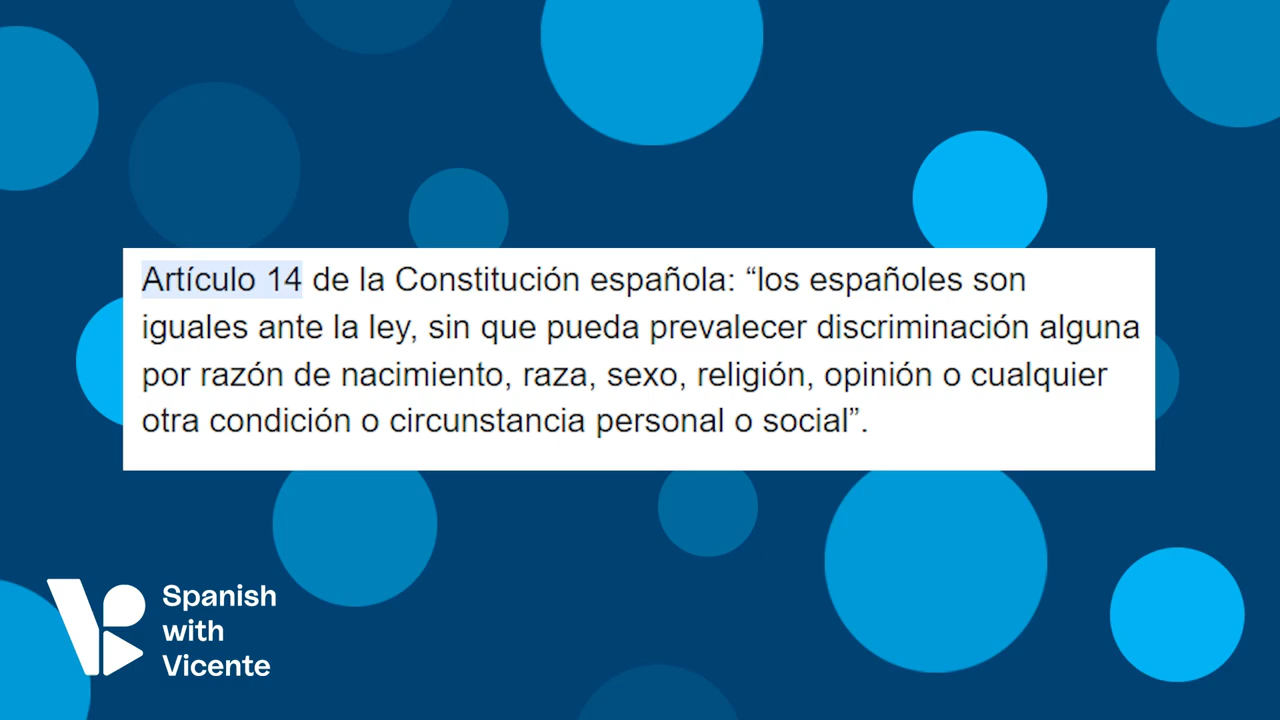 Artículo 14 de la Constitución española: “los españoles son
iguales ante la ley, sin que pueda prevalecer discriminación alguna
por razón de nacimiento, raza, sexo, religión, opinión o cualquier
otra condición o circunstancia personal o social”.
Spanish
with
Vicente